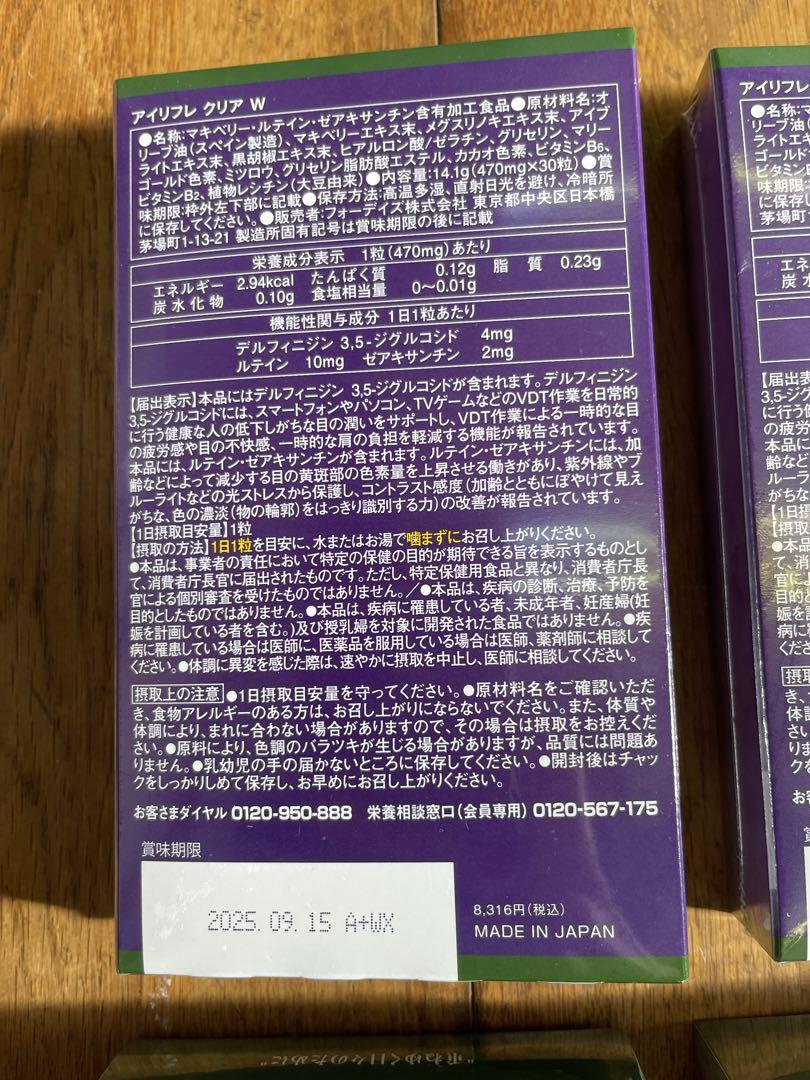 アイリフレ クリア W
●名称:マキベリー・ルテイン・ゼアキサンチン含有加工食品●原材料名:オ
リーブ油(スペイン製造)、マキベリーエキス末、メグスリノキエキス末、アイブ
ライトエキス末、黒胡椒エキス末、ヒアルロン酸/ゼラチン、グリセリン、マリー
ゴールド色素、ミツロウ、グリセリン脂肪酸エステル、カカオ色素、ビタミンB6、
ビタミンB2、植物レシチン(大豆由来)●内容量:14.1g(470mg×30粒)●賞
味期限:枠外左下部に記載●保存方法:高温多湿、直射日光を避け、冷暗所
に保存してください。●販売者:フォーデイズ株式会社 東京都中央区日本橋
茅場町1-13-21 製造所固有記号は賞味期限の後に記載
栄養成分表示 1粒(470mg)あたり
エネルギー 2.94kcal たんぱく質 0.12g 脂質 0.23g
炭水化物 0.10g 食塩相当量 0〜0.01g
機能性関与成分 1日1粒あたり
デルフィニジン 3,5-ジグルコシド 4mg
ルテイン 10mg ゼアキサンチン 2mg
【届出表示】本品にはデルフィニジン 3,5-ジグルコシドが含まれます。デルフィニジン
3,5-ジグルコシドには、スマートフォンやパソコン、TVゲームなどのVDT作業を日常的
に行う健康な人の低下しがちな目の潤いをサポートし、VDT作業による一時的な目
の疲労感や目の不快感、一時的な肩の負担を軽減する機能が報告されています。
本品には、ルテイン・ゼアキサンチンが含まれます。ルテイン・ゼアキサンチンには、加
齢などによって減少する目の黄斑部の色素量を上昇させる働きがあり、紫外線やブ
ルーライトなどの光ストレスから保護し、コントラスト感度(加齢とともにぼやけて見え
がちな、色の濃淡(物の輪郭)をはっきり識別する力)の改善が報告されています。
【1日摂取目安量】1粒
【摂取の方法】1日1粒を目安に、水またはお湯で噛まずにお召し上がりください。
●本品は、事業者の責任において特定の保健の目的が期待できる旨を表示するものとし
て、消費者庁長官に届出されたものです。ただし、特定保健用食品と異なり、消費者庁長
官による個別審査を受けたものではありません。/●本品は、疾病の診断、治療、予防を
目的としたものではありません。●本品は、疾病に罹患している者、未成年者、妊産婦(妊
娠を計画している者を含む。)及び授乳婦を対象に開発された食品ではありません。●疾
病に罹患している場合は医師に、医薬品を服用している場合は医師、薬剤師に相談して
ください。●体調に異変を感じた際は、速やかに摂取を中止し、医師に相談してください。
摂取上の注意 ●1日摂取目安量を守ってください。●原材料名をご確認いただ
き、食物アレルギーのある方は、お召し上がりにならないでください。また、体質や
体調により、まれに合わない場合がありますので、その場合は摂取をお控えくだ
さい。●原料により、色調のバラツキが生じる場合がありますが、品質には問題あ
りません。●乳幼児の手の届かないところに保存してください。●開封後はチャッ
クをしっかりしめて保存し、お早めにお召し上がりください。
お客さまダイヤル 0120-950-888 栄養相談窓口(会員専用) 0120-567-175
賞味期限
2025.09.15 A+WX
8,316円(税込)
MADE IN JAPAN
アイリフレ